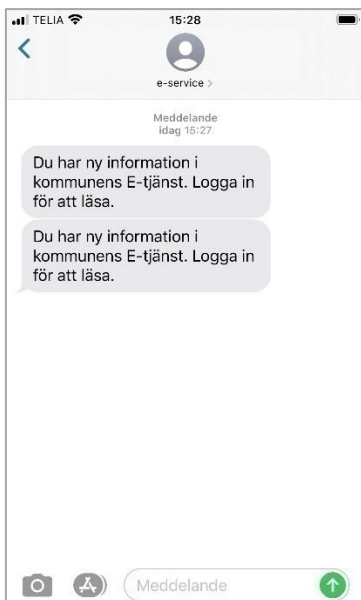 TELIA 15:28
e-service >
Meddelande
idag 15:27
Du har ny information i
kommunens E-tjänst. Logga in
för att läsa.
Du har ny information i
kommunens E-tjänst. Logga in
för att läsa.
Meddelande